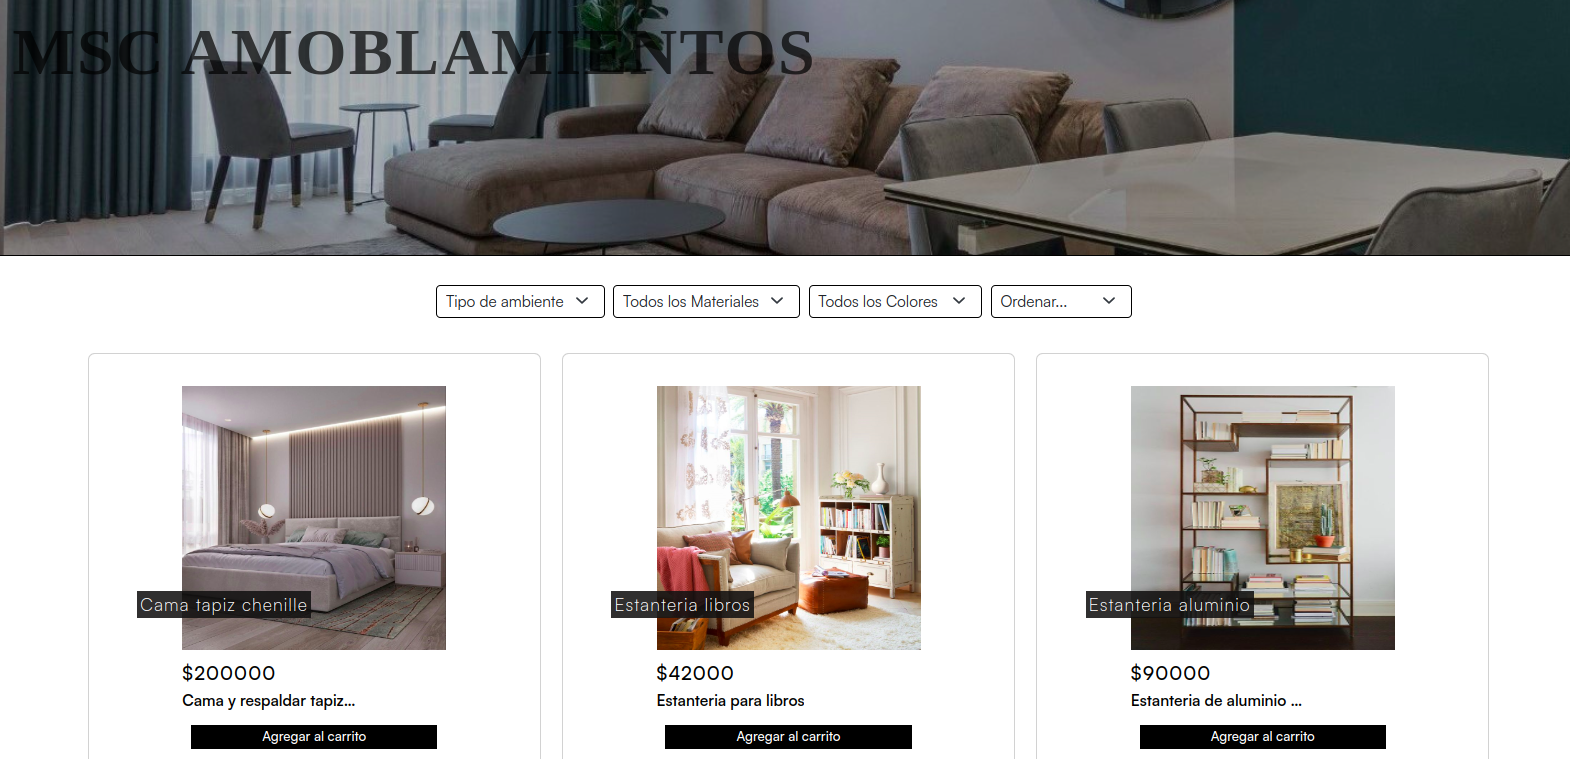 MSC AMOBLAMIENTOS
Tipo de ambiente
Todos los Materiales
Todos los Colores
Ordenar...
Cama tapiz chenille
$200000
Cama y respaldar tapiz...
Agregar al carrito
Estanteria libros
$42000
Estanteria para libros
Agregar al carrito
Estanteria aluminio
$90000
Estanteria de aluminio ...
Agregar al carrito